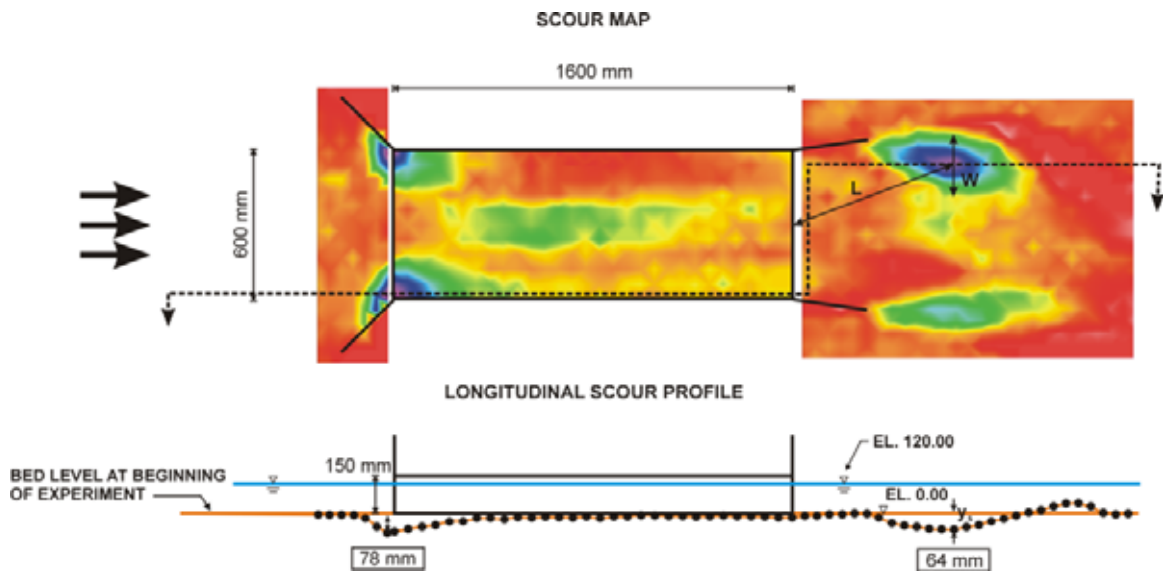 SCOUR MAP
1600 mm
600 mm
L
W
LONGITUDINAL SCOUR PROFILE
EL. 120.00
BED LEVEL AT BEGINNING
OF EXPERIMENT
150 mm
EL. 0.00
78 mm
64 mm